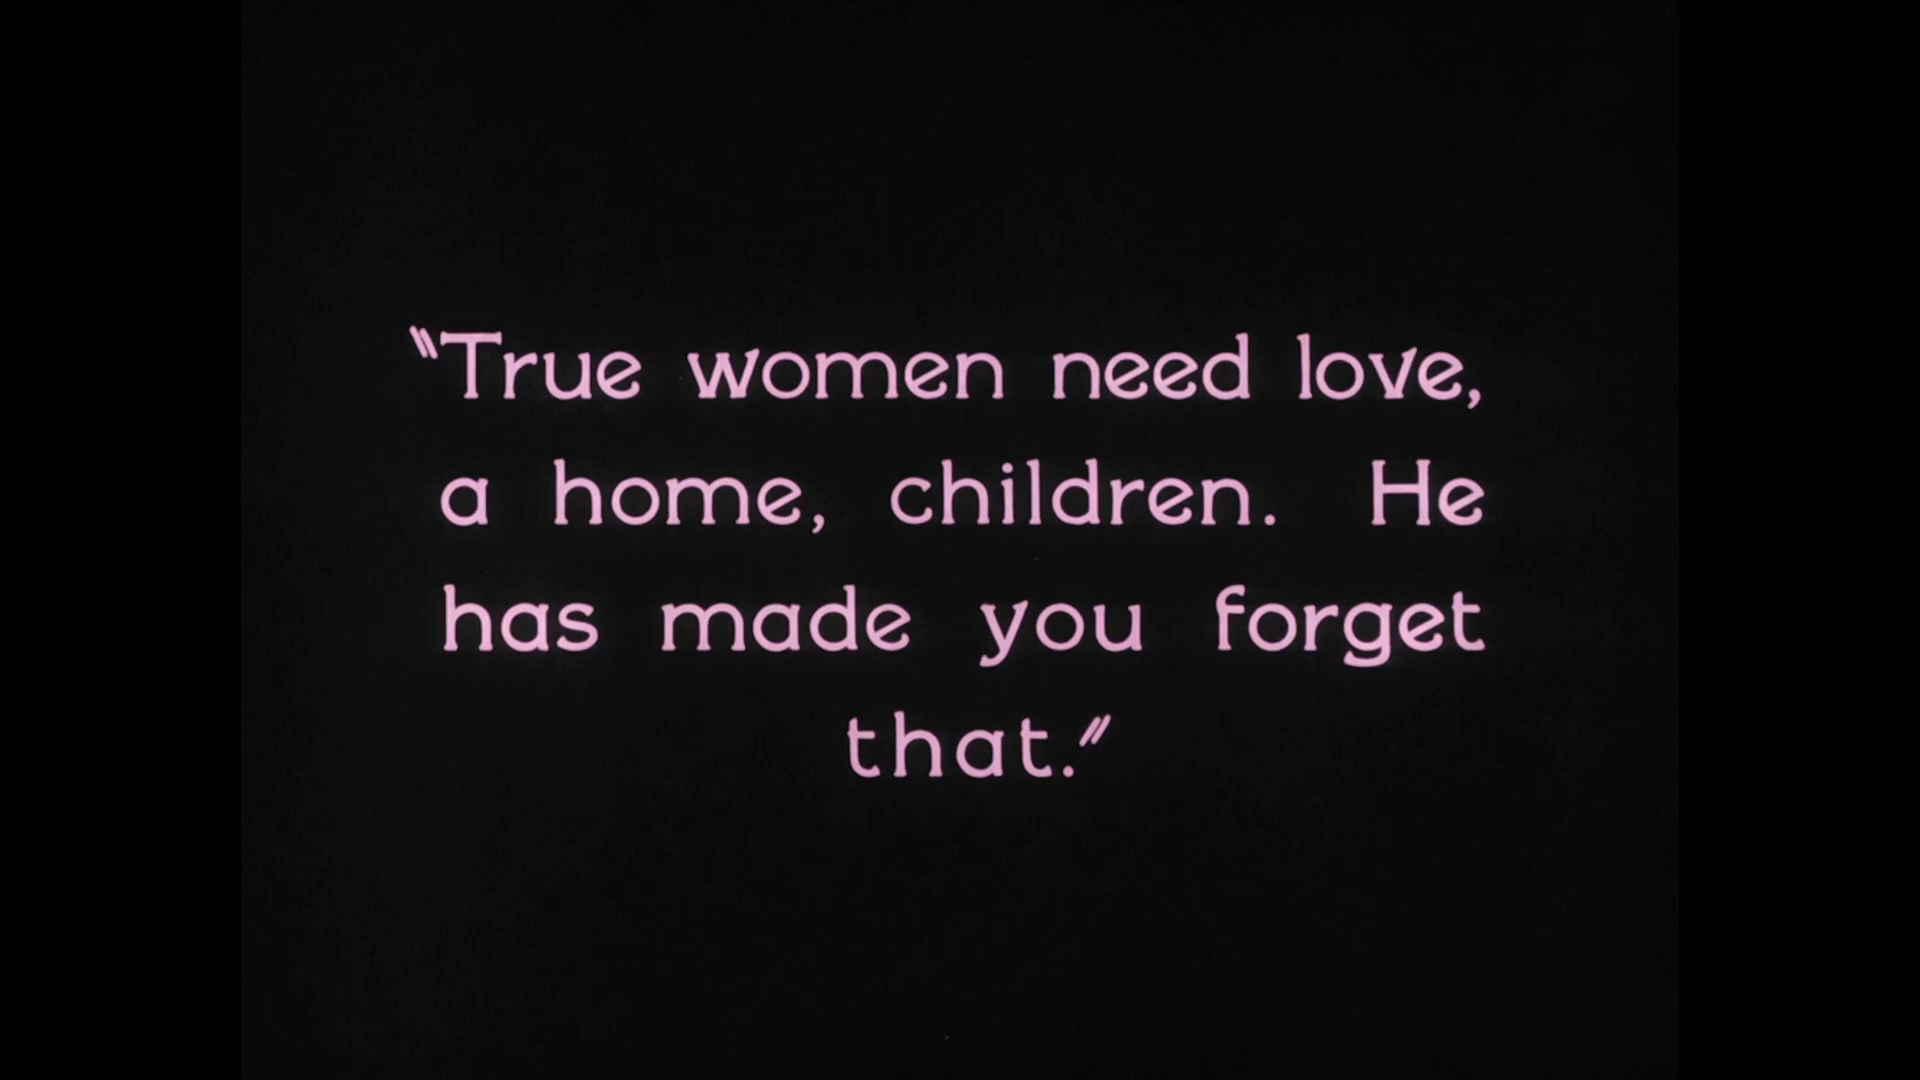 "True women need love,
a home, children. He
has made you forget
that."